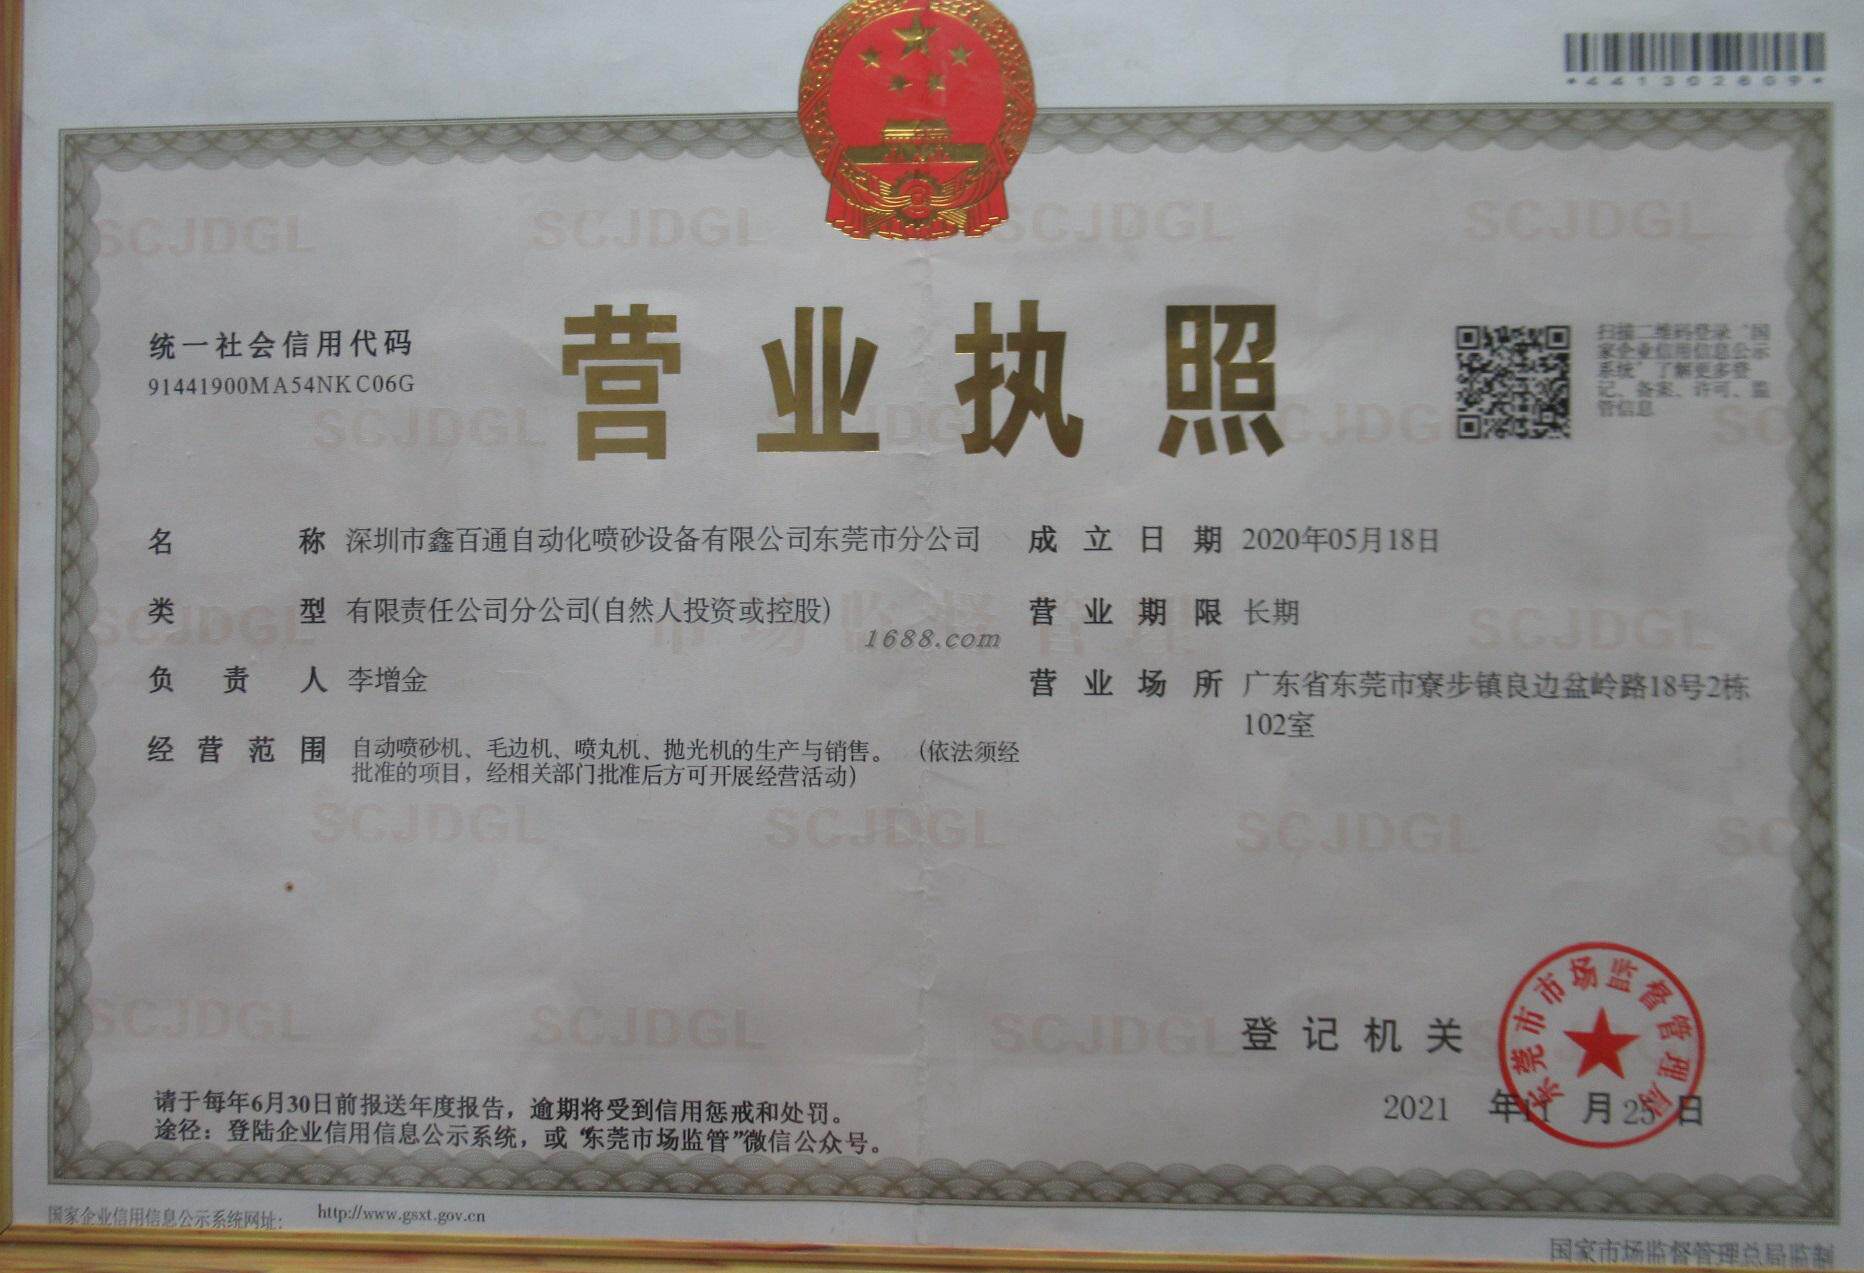 *441302609*
统一社会信用代码
91441900MA54NKC06G
营业执照
扫描二维码登录“国
家企业信用信息公示
系统”了解更多登
记、备案、许可、监
管信息
名称 深圳市鑫百通自动化喷砂设备有限公司东莞市分公司
成立日期 2020年05月18日
类型 有限责任公司分公司(自然人投资或控股)
营业期限 长期
1688.com
负责人 李增金
营业场所 广东省东莞市寮步镇良边盆岭路18号2栋
102室
经营范围 自动喷砂机、毛边机、喷丸机、抛光机的生产与销售。（依法须经
批准的项目，经相关部门批准后方可开展经营活动）
市场监督管理
SCJDGL
登记机关
东莞市市场监督管理局
2021 年11月25日
请于每年6月30日前报送年度报告，逾期将受到信用惩戒和处罚。
途径：登陆企业信用信息公示系统，或“东莞市场监管”微信公众号。
国家企业信用信息公示系统网址： http://www.gsxt.gov.cn
国家市场监督管理总局监制